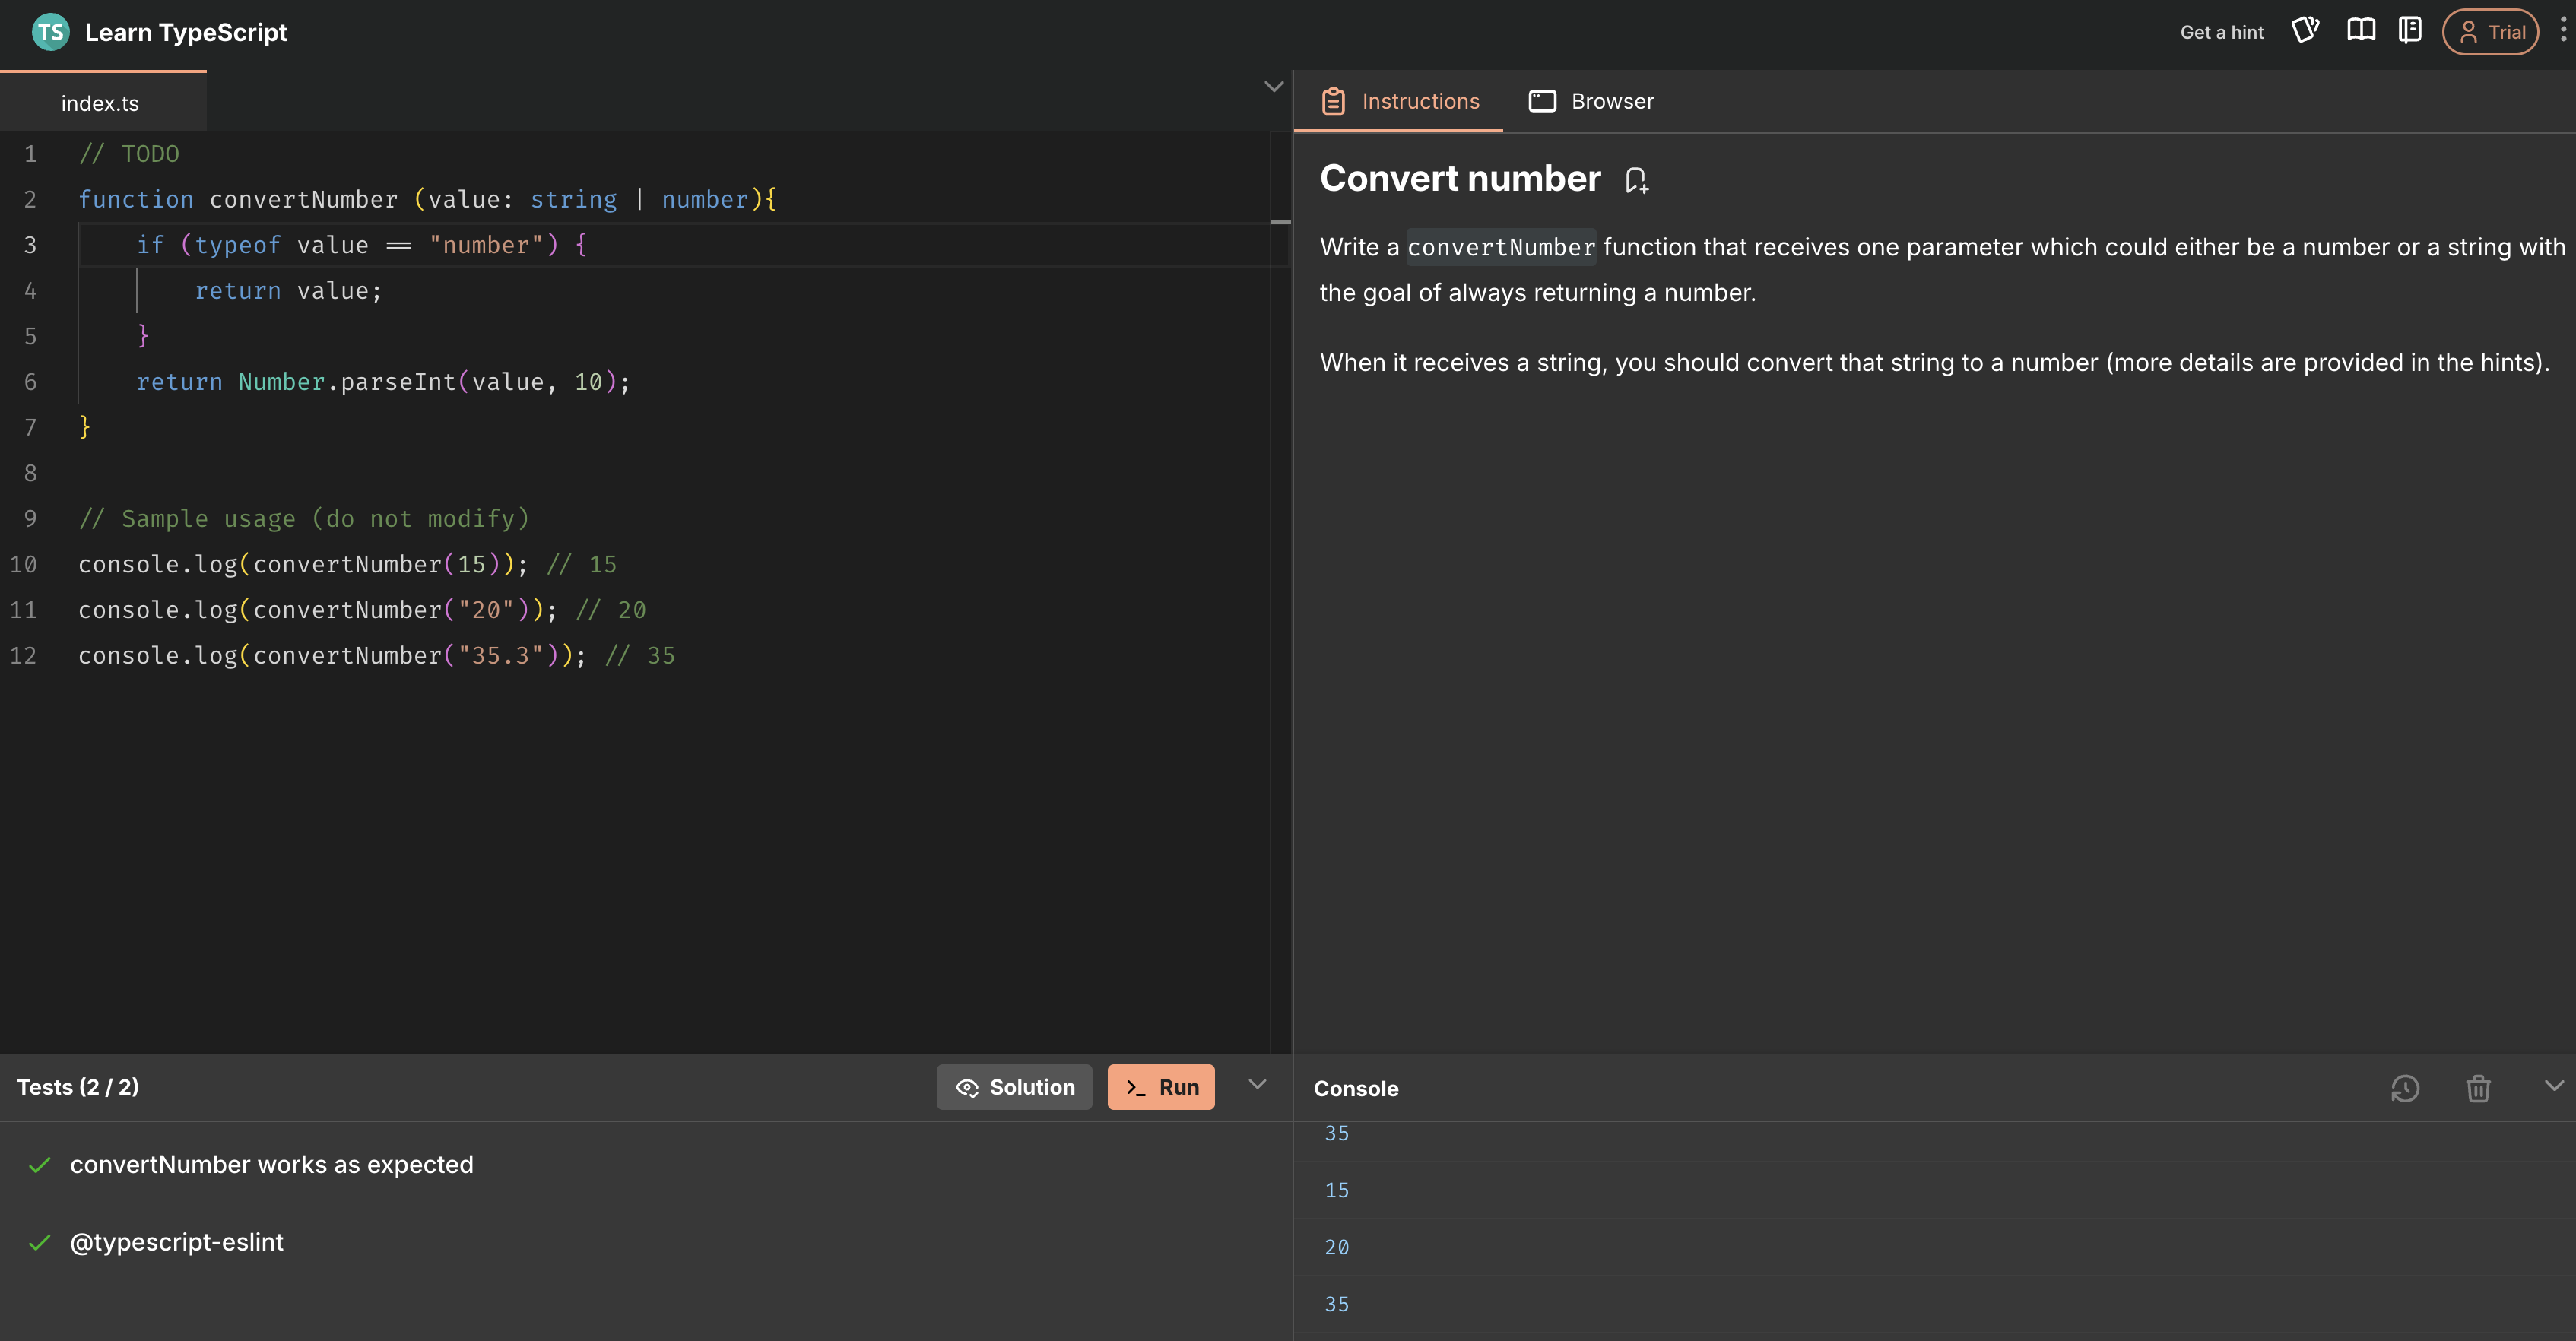 TS Learn TypeScript
Get a hint
Trial
index.ts
1 // TODO
2 function convertNumber (value: string | number){
3 if (typeof value == "number") {
4 return value;
5 }
6 return Number.parseInt(value, 10);
7 }
8
9 // Sample usage (do not modify)
10 console.log(convertNumber(15)); // 15
11 console.log(convertNumber("20")); // 20
12 console.log(convertNumber("35.3")); // 35
Tests (2 / 2)
Solution
>_ Run
convertNumber works as expected
@typescript-eslint
Instructions
Browser
Convert number
Write a convertNumber function that receives one parameter which could either be a number or a string with
the goal of always returning a number.
When it receives a string, you should convert that string to a number (more details are provided in the hints).
Console
35
15
20
35